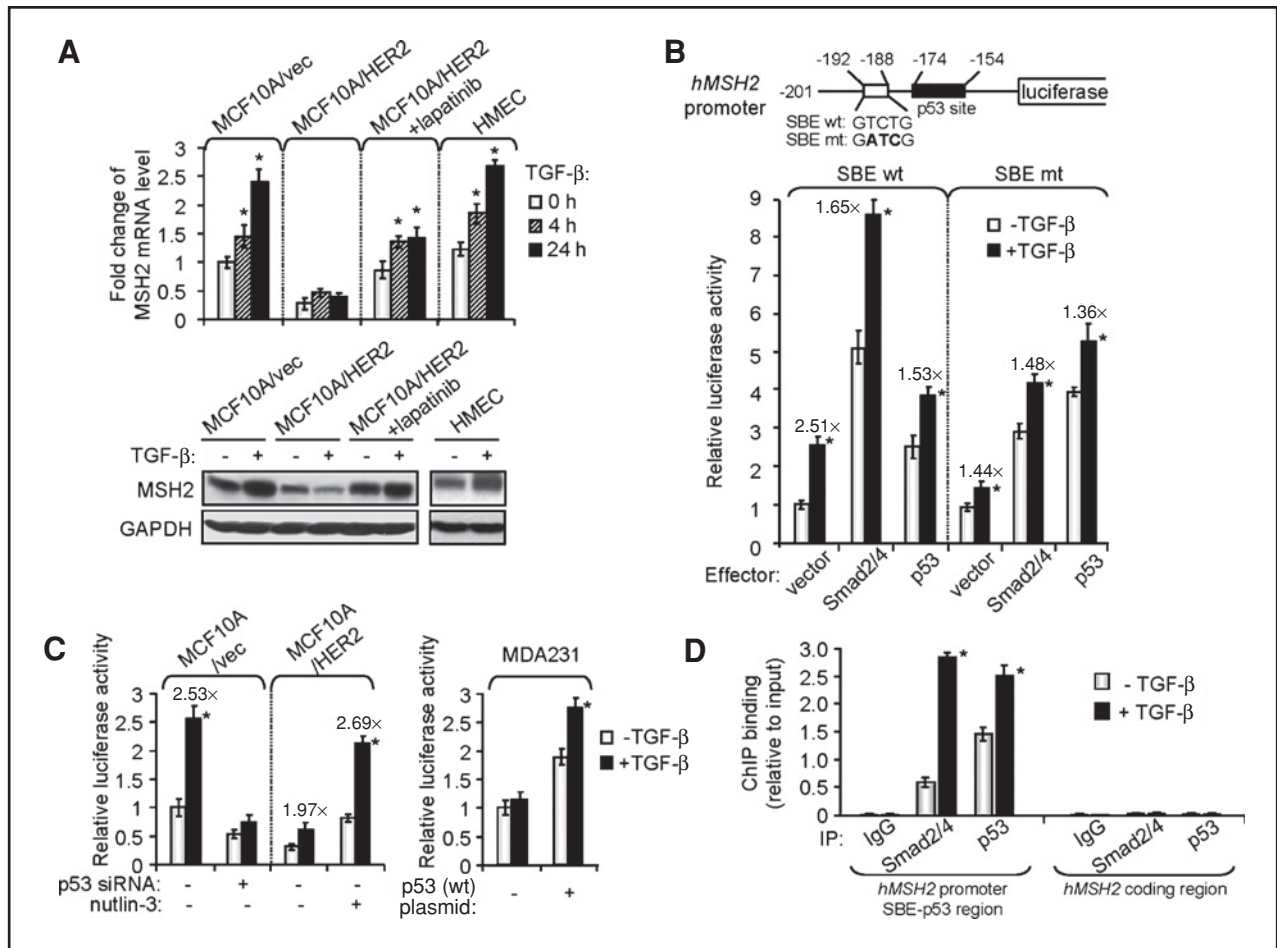 A
MCF10A/vec
MCF10A/HER2
MCF10A/HER2
+lapatinib
HMEC
Fold change of
MSH2 mRNA level
3
2.5
2
1.5
1
0.5
0
*
*
*
*
*
*
TGF-β:
0 h
4 h
24 h
MCF10A/vec
MCF10A/HER2
MCF10A/HER2
+lapatinib
HMEC
TGF-β: - + - + - + - +
MSH2
GAPDH
B
hMSH2
promoter
-201
-192 -188 -174 -154
p53 site
luciferase
SBE wt: GTCTG
SBE mt: GATCG
SBE wt
SBE mt
Relative luciferase activity
9
8
7
6
5
4
3
2
1
0
-TGF-β
+TGF-β
2.51×
*
1.65×
*
1.53×
*
1.44×
*
1.48×
*
1.36×
*
Effector: vector Smad2/4 p53 vector Smad2/4 p53
C
MCF10A
/vec
MCF10A
/HER2
Relative luciferase activity
3
2.5
2
1.5
1
0.5
0
2.53×
*
1.97×
2.69×
*
p53 siRNA: - + - -
nutlin-3: - - - +
MDA231
Relative luciferase activity
3
2.5
2
1.5
1
0.5
0
*
-TGF-β
+TGF-β
p53 (wt)
plasmid: - +
D
ChIP binding
(relative to input)
3.0
2.5
2.0
1.5
1.0
0.5
0.0
*
*
- TGF-β
+ TGF-β
IP: IgG Smad2/4 p53 IgG Smad2/4 p53
hMSH2 promoter
SBE-p53 region
hMSH2 coding region